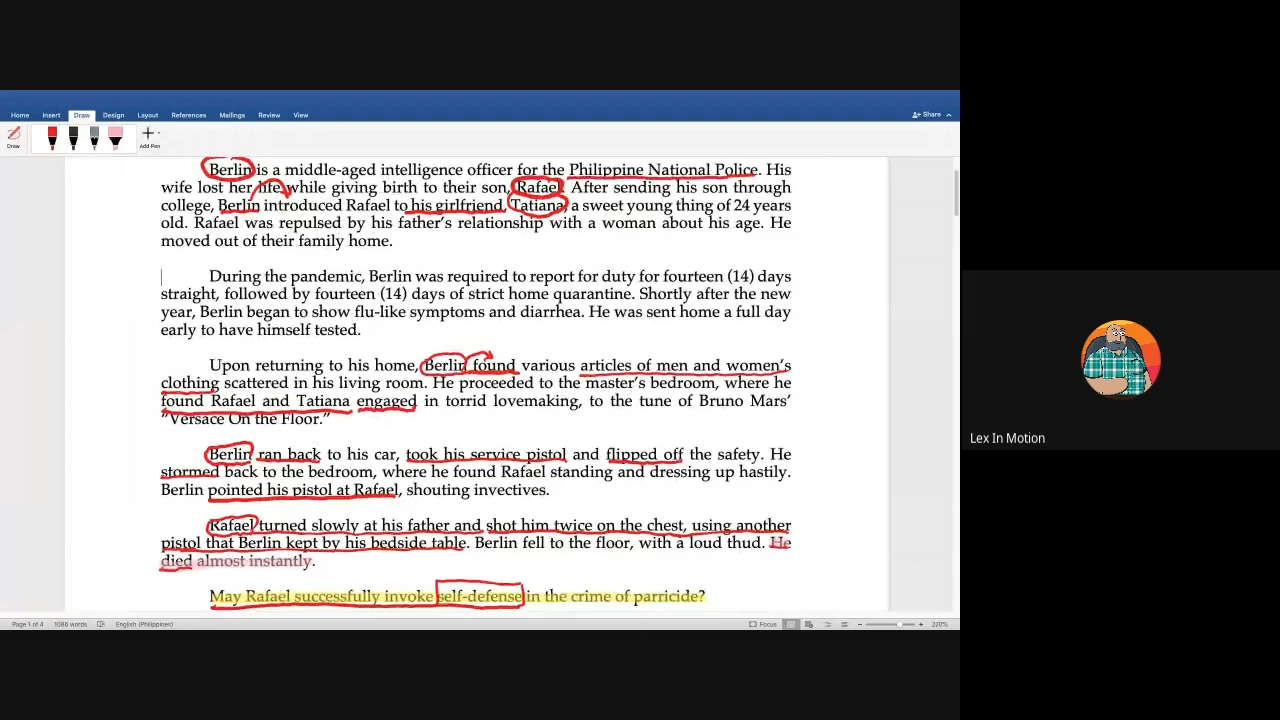 Home Insert Draw Design Layout References Mailings Review View Share
Draw Add Pen
Berlin is a middle-aged intelligence officer for the Philippine National Police. His
wife lost her life while giving birth to their son, Rafael. After sending his son through
college, Berlin introduced Rafael to his girlfriend, Tatiana, a sweet young thing of 24 years
old. Rafael was repulsed by his father’s relationship with a woman about his age. He
moved out of their family home.
During the pandemic, Berlin was required to report for duty for fourteen (14) days
straight, followed by fourteen (14) days of strict home quarantine. Shortly after the new
year, Berlin began to show flu-like symptoms and diarrhea. He was sent home a full day
early to have himself tested.
Upon returning to his home, Berlin found various articles of men and women’s
clothing scattered in his living room. He proceeded to the master’s bedroom, where he
found Rafael and Tatiana engaged in torrid lovemaking, to the tune of Bruno Mars’
“Versace On the Floor.”
Berlin ran back to his car, took his service pistol and flipped off the safety. He
stormed back to the bedroom, where he found Rafael standing and dressing up hastily.
Berlin pointed his pistol at Rafael, shouting invectives.
Rafael turned slowly at his father and shot him twice on the chest, using another
pistol that Berlin kept by his bedside table. Berlin fell to the floor, with a loud thud. He
died almost instantly.
May Rafael successfully invoke self-defense in the crime of parricide?
Page 1 of 4 1086 words English (Philippines) Focus 220%
Lex In Motion